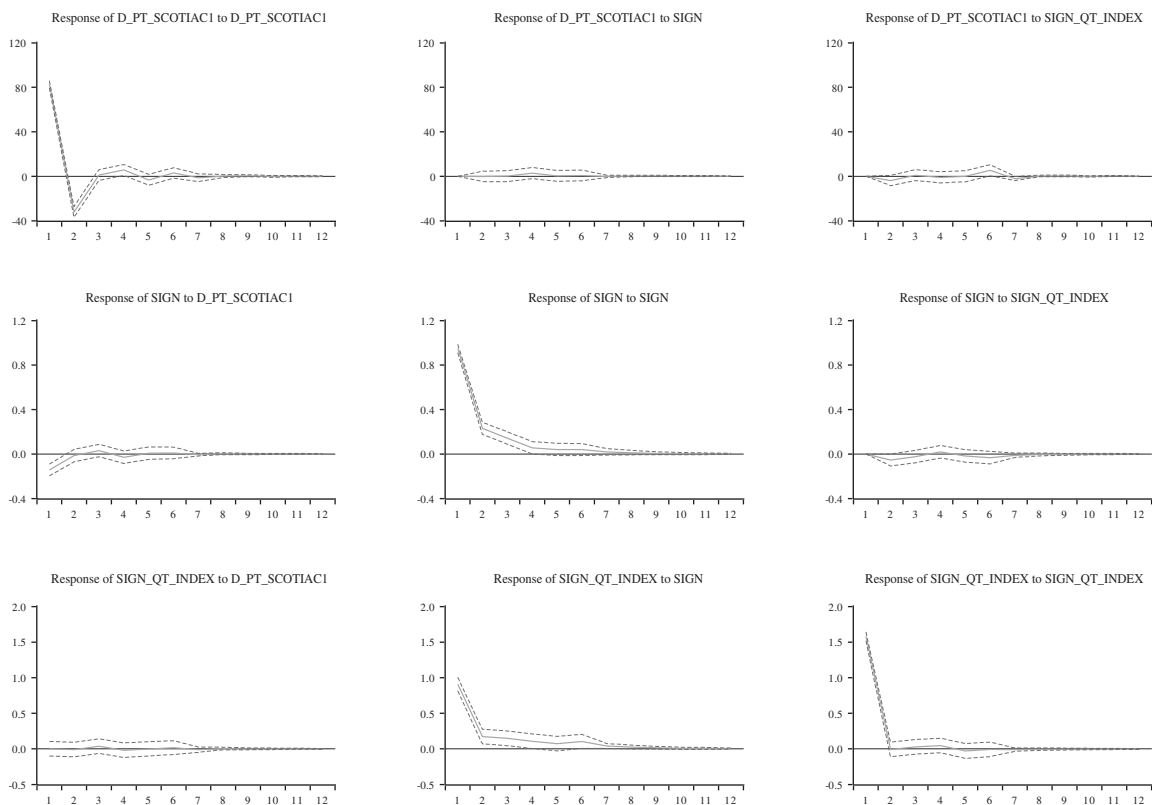 Response of D_PT_SCOTIAC1 to D_PT_SCOTIAC1
120
80
40
0
-40
1 2 3 4 5 6 7 8 9 10 11 12
Response of D_PT_SCOTIAC1 to SIGN
120
80
40
0
-40
1 2 3 4 5 6 7 8 9 10 11 12
Response of D_PT_SCOTIAC1 to SIGN_QT_INDEX
120
80
40
0
-40
1 2 3 4 5 6 7 8 9 10 11 12
Response of SIGN to D_PT_SCOTIAC1
1.2
0.8
0.4
0.0
-0.4
1 2 3 4 5 6 7 8 9 10 11 12
Response of SIGN to SIGN
1.2
0.8
0.4
0.0
-0.4
1 2 3 4 5 6 7 8 9 10 11 12
Response of SIGN to SIGN_QT_INDEX
1.2
0.8
0.4
0.0
-0.4
1 2 3 4 5 6 7 8 9 10 11 12
Response of SIGN_QT_INDEX to D_PT_SCOTIAC1
2.0
1.5
1.0
0.5
0.0
-0.5
1 2 3 4 5 6 7 8 9 10 11 12
Response of SIGN_QT_INDEX to SIGN
2.0
1.5
1.0
0.5
0.0
-0.5
1 2 3 4 5 6 7 8 9 10 11 12
Response of SIGN_QT_INDEX to SIGN_QT_INDEX
2.0
1.5
1.0
0.5
0.0
-0.5
1 2 3 4 5 6 7 8 9 10 11 12